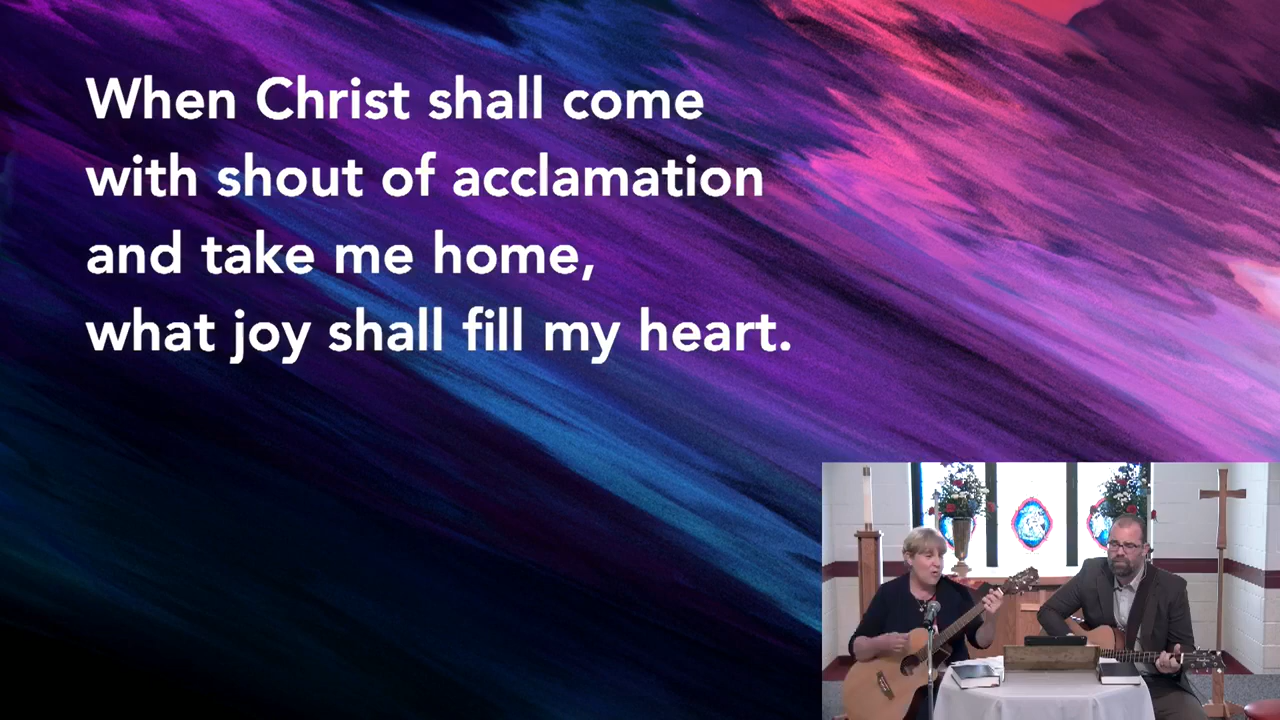 When Christ shall come
with shout of acclamation
and take me home,
what joy shall fill my heart.